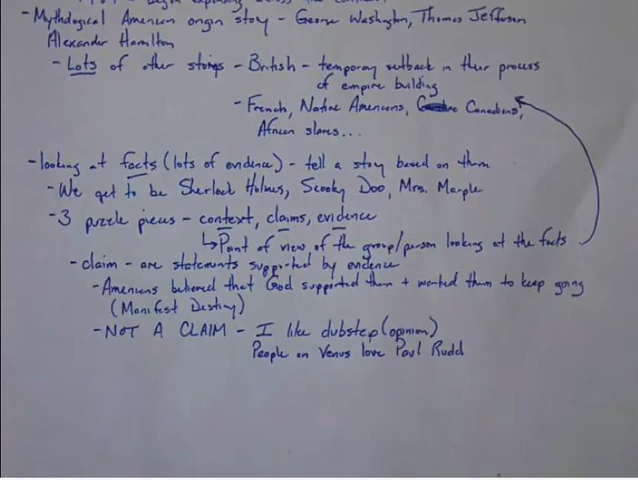 began expanding across the continent
- Mythological American origin story - George Washington, Thomas Jefferson
Alexander Hamilton
- Lots of other stories - British - temporary setback in their process
of empire building
- French, Native Americans, Canadians,
African slaves...
- looking at facts (lots of evidence) - tell a story based on them
- We get to be Sherlock Holmes, Scooby Doo, Mrs. Marple
- 3 puzzle pieces - context, claims, evidence
↳ Point of view of the group/person looking at the facts
- claim - are statements supported by evidence
- Americans believed that God supported them + wanted them to keep going
(Manifest Destiny)
- NOT A CLAIM - I like dubstep (opinion)
People on Venus love Paul Rudd